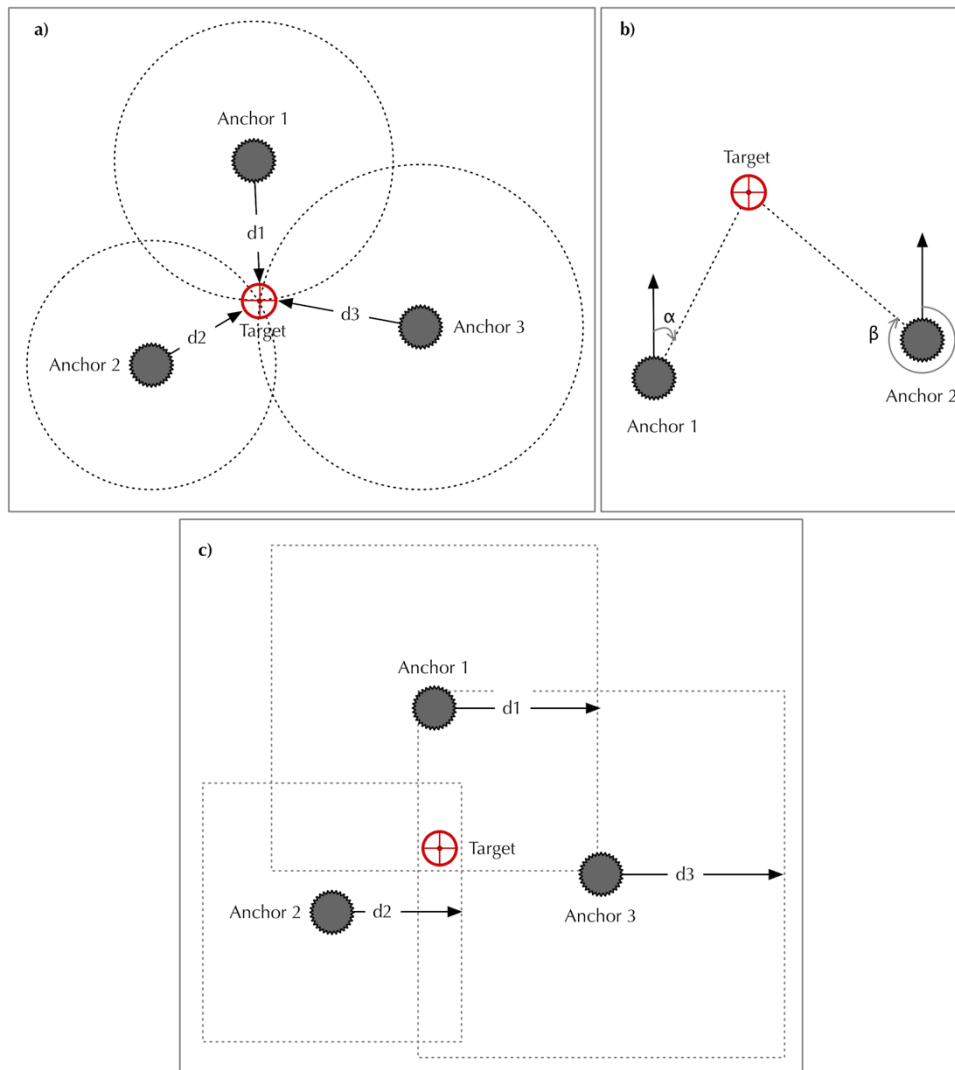 a)
Anchor 1
d1
d2
Target
d3
Anchor 3
Anchor 2
b)
Target
α
β
Anchor 1
Anchor 2
c)
Anchor 1
d1
Target
Anchor 2
d2
d3
Anchor 3